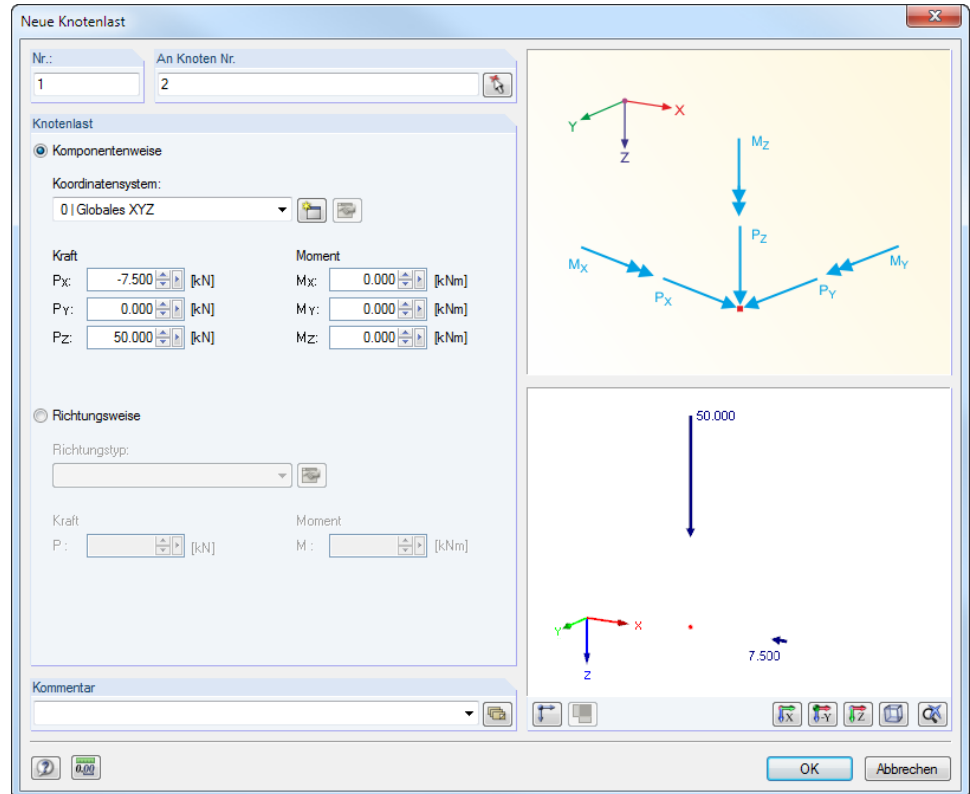 Neue Knotenlast
Nr.:
An Knoten Nr.
1
2
Knotenlast
Komponentenweise
Koordinatensystem:
0 | Globales XYZ
Kraft
Moment
PX: -7.500 [kN]
MX: 0.000 [kNm]
PY: 0.000 [kN]
MY: 0.000 [kNm]
PZ: 50.000 [kN]
MZ: 0.000 [kNm]
Richtungsweise
Richtungstyp:
Kraft
Moment
P : [kN]
M : [kNm]
Kommentar
X
Y
Z
MZ
PZ
MX
MY
PX
PY
50.000
Y
X
Z
7.500
X
-Y
Z
0.00
OK
Abbrechen